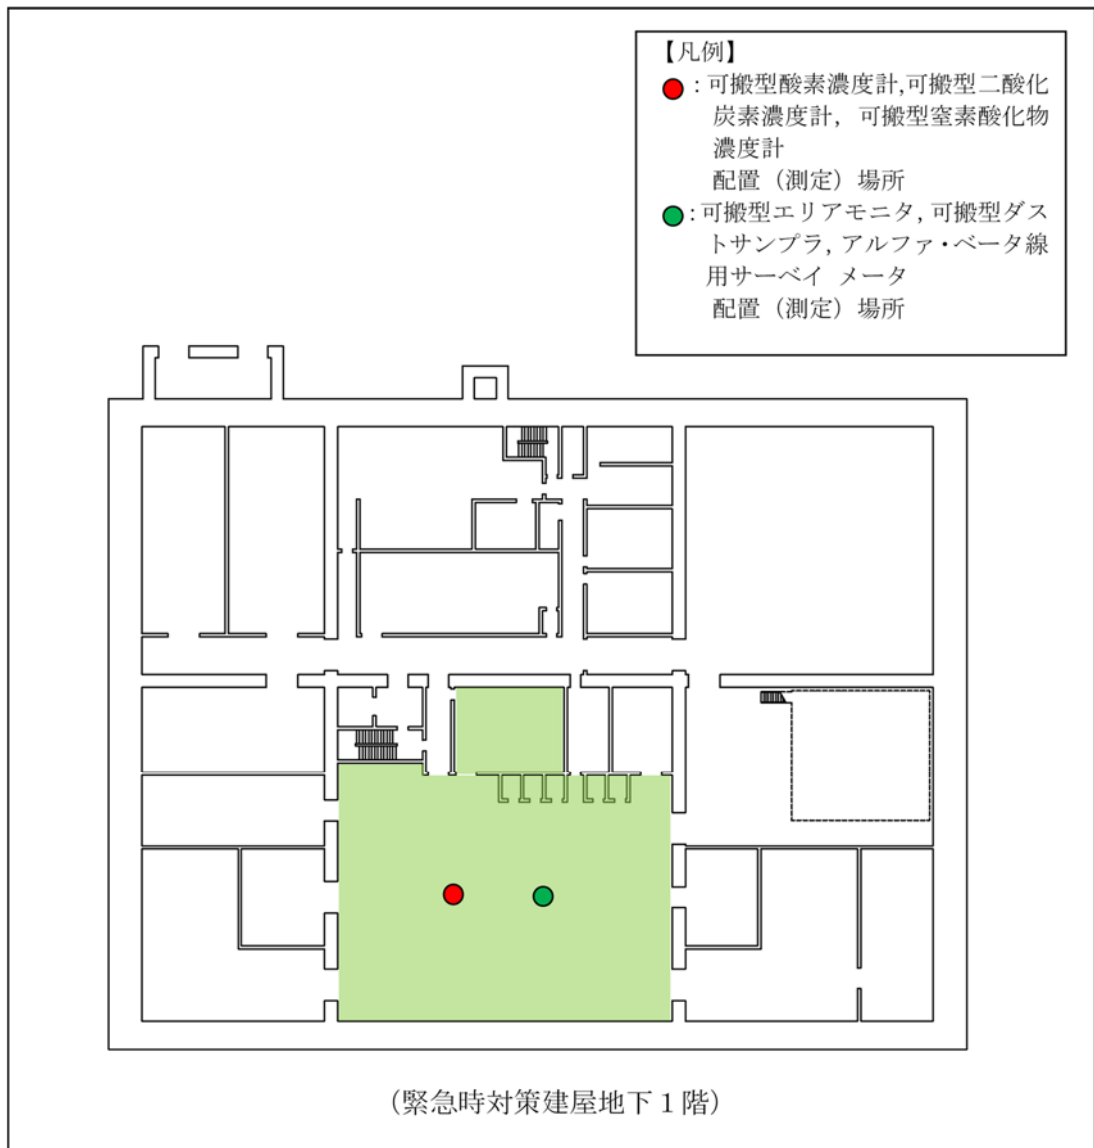 【凡例】
●：可搬型酸素濃度計,可搬型二酸化
炭素濃度計，可搬型窒素酸化物
濃度計
配置（測定）場所
●：可搬型エリアモニタ,可搬型ダス
トサンプラ,アルファ・ベータ線
用サーベイ メータ
配置（測定）場所
（緊急時対策建屋地下１階）